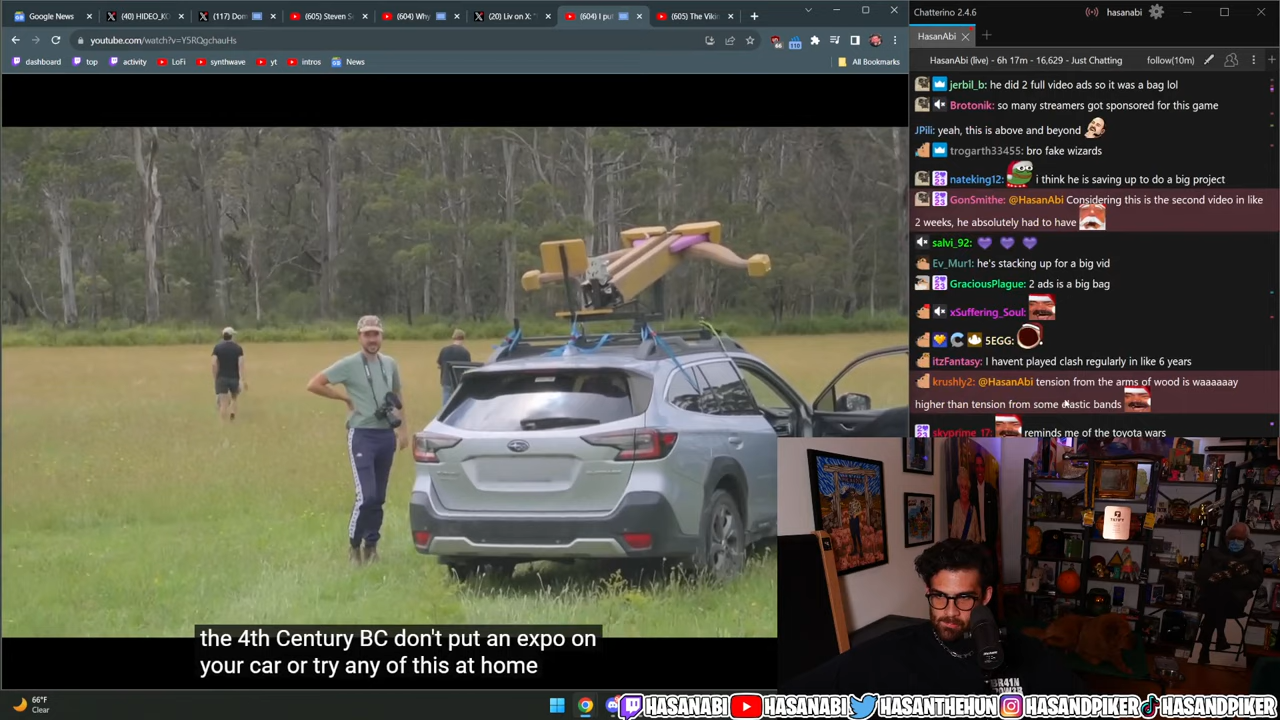 Google News
(40) HIDEO_KO
(117) Dom
(605) Steven S
(604) Why
(20) Liv on X: "
(604) I put
(605) The Viki
youtube.com/watch?v=Y5RQgchauHs
dashboard
top
activity
LoFi
synthwave
yt
intros
News
All Bookmarks
Chatterino 2.4.6
hasanabi
HasanAbi
HasanAbi (live) - 6h 17m - 16,629 - Just Chatting
follow(10m)
jerbil_b: he did 2 full video ads so it was a bag lol
Brotonik: so many streamers got sponsored for this game
JPili: yeah, this is above and beyond
trogarth33455: bro fake wizards
nateking12: i think he is saving up to do a big project
GonSmithe: @HasanAbi Considering this is the second video in like
2 weeks, he absolutely had to have
salvi_92:
Ev_Mur1: he's stacking up for a big vid
GraciousPlague: 2 ads is a big bag
xSuffering_Soul:
5EGG:
itzFantasy: I havent played clash regularly in like 6 years
krushly2: @HasanAbi tension from the arms of wood is waaaaaay
higher than tension from some elastic bands
skyprime_17: reminds me of the toyota wars
the 4th Century BC don't put an expo on
your car or try any of this at home
66°F
Clear
HASANABI
HASANABI
HASANTHEHUN
HASANDPIKER
HASANDPIKER